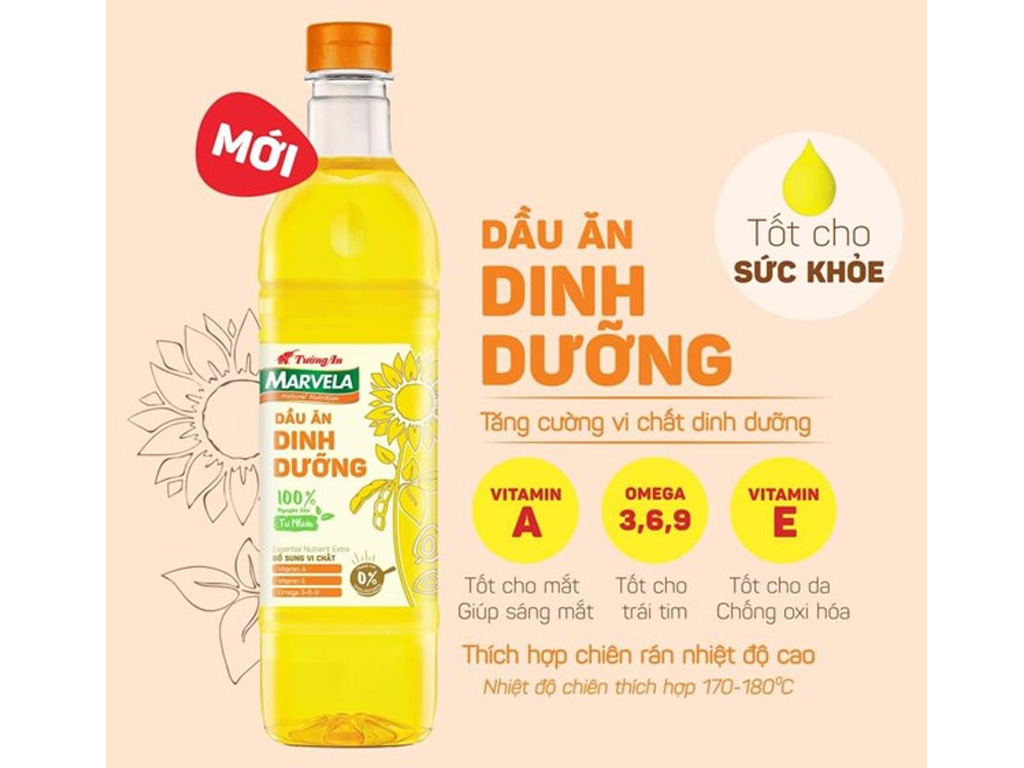 MỚI
Tường An
MARVELA
Natural Nutrition
DẦU ĂN
DINH
DƯỠNG
100%
Nguyên liệu
Tự Nhiên
Essential Nutrient Extra
BỔ SUNG VI CHẤT
Vitamin A
Vitamin E
Omega 3-6-9
0%
Tốt cho
SỨC KHỎE
DẦU ĂN
DINH
DƯỠNG
Tăng cường vi chất dinh dưỡng
VITAMIN
A
Tốt cho mắt
Giúp sáng mắt
OMEGA
3,6,9
Tốt cho
trái tim
VITAMIN
E
Tốt cho da
Chống oxi hóa
Thích hợp chiên rán nhiệt độ cao
Nhiệt độ chiên thích hợp 170-180⁰C